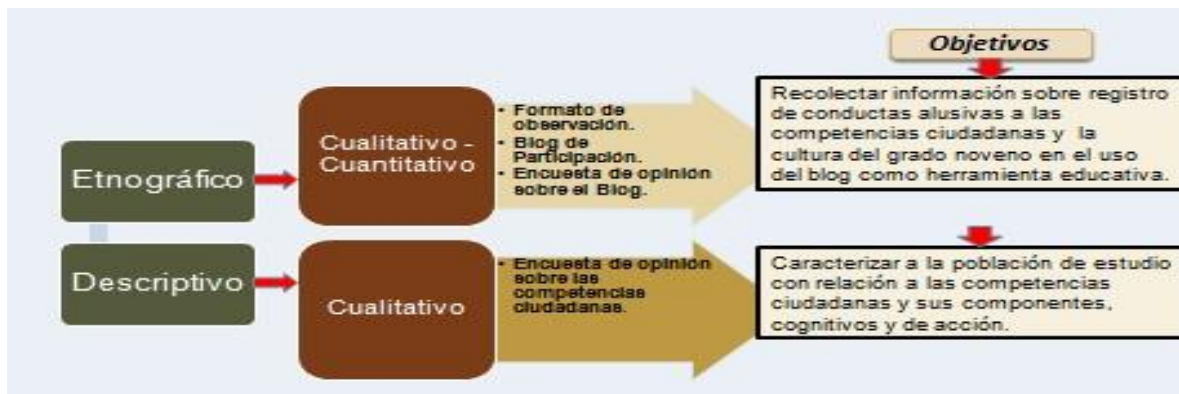 Objetivos
Etnográfico
Cualitativo -
Cuantitativo
• Formato de
observación.
• Blog de
Participación.
• Encuesta de opinión
sobre el Blog.
Recolectar información sobre registro
de conductas alusivas a las
competencias ciudadanas y la
cultura del grado noveno en el uso
del blog como herramienta educativa.
Descriptivo
Cualitativo
• Encuesta de opinión
sobre las
competencias
ciudadanas.
Caracterizar a la población de estudio
con relación a las competencias
ciudadanas y sus componentes,
cognitivos y de acción.